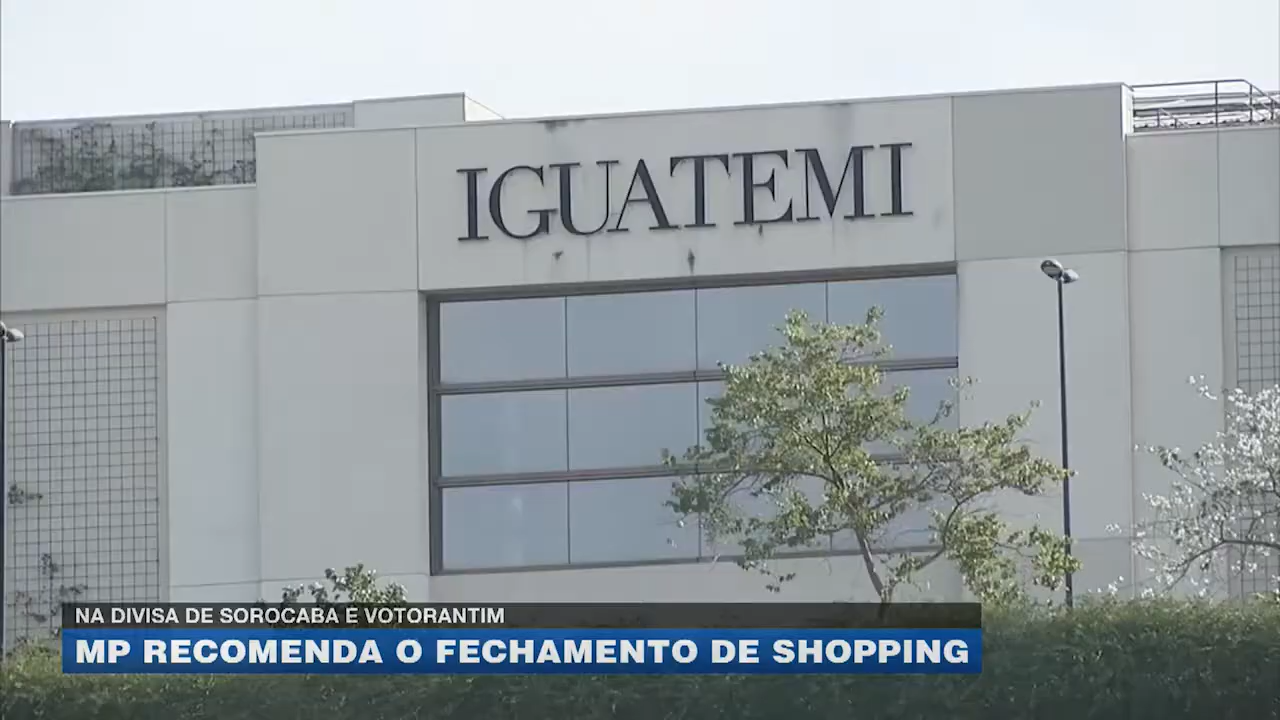 IGUATEMI
NA DIVISA DE SOROCABA E VOTORANTIM
MP RECOMENDA O FECHAMENTO DE SHOPPING